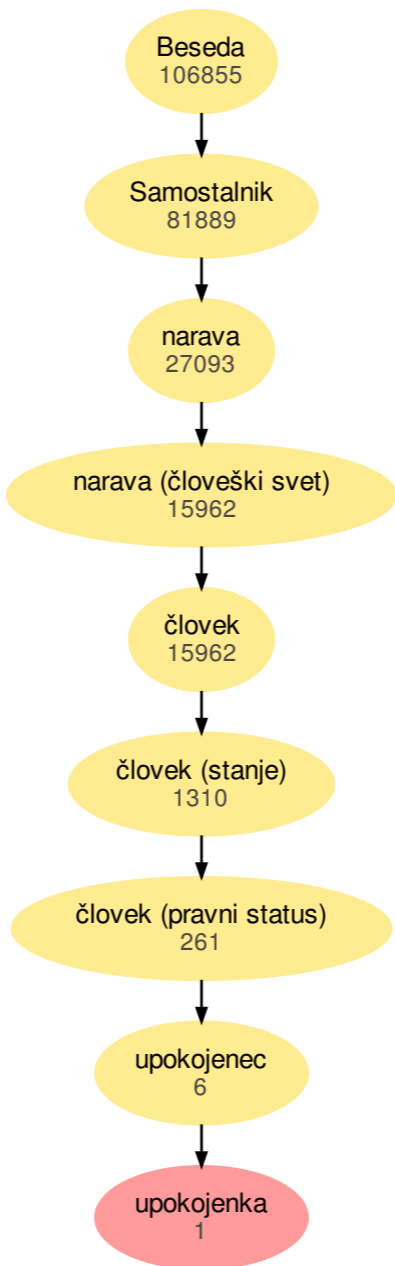 Beseda
106855
Samostalnik
81889
narava
27093
narava (človeški svet)
15962
človek
15962
človek (stanje)
1310
človek (pravni status)
261
upokojenec
6
upokojenka
1